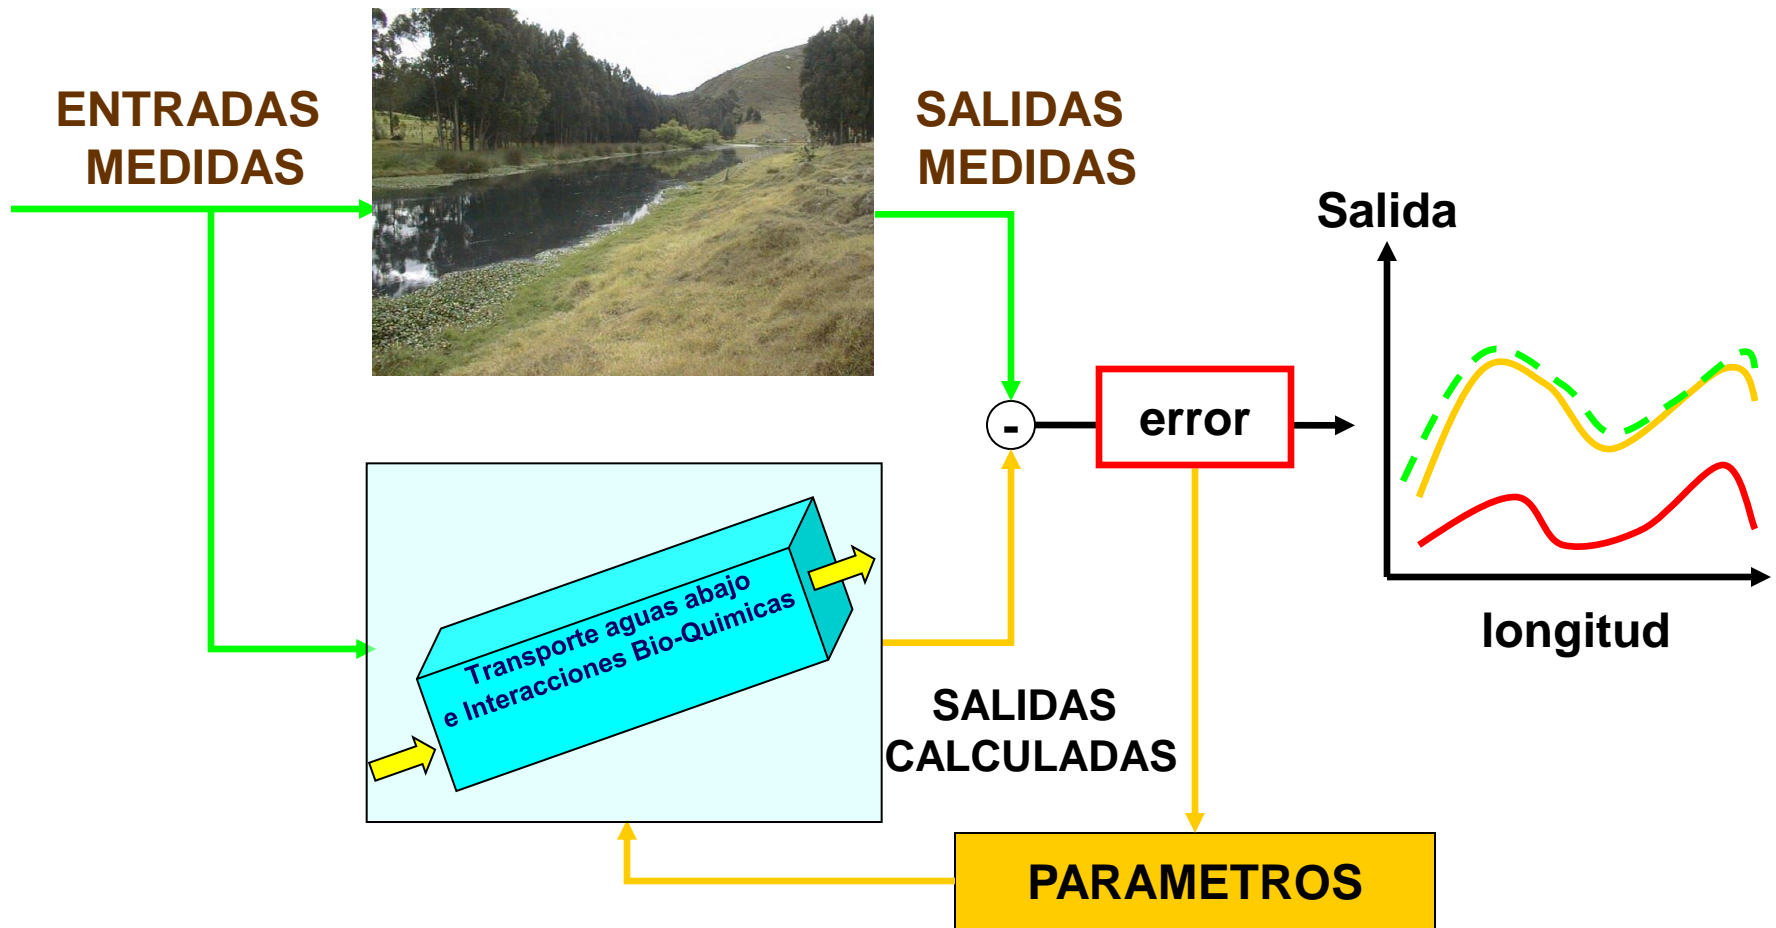 ENTRADAS
MEDIDAS
SALIDAS
MEDIDAS
Salida
-
error
Transporte aguas abajo
e Interacciones Bio-Quimicas
longitud
SALIDAS
CALCULADAS
PARAMETROS